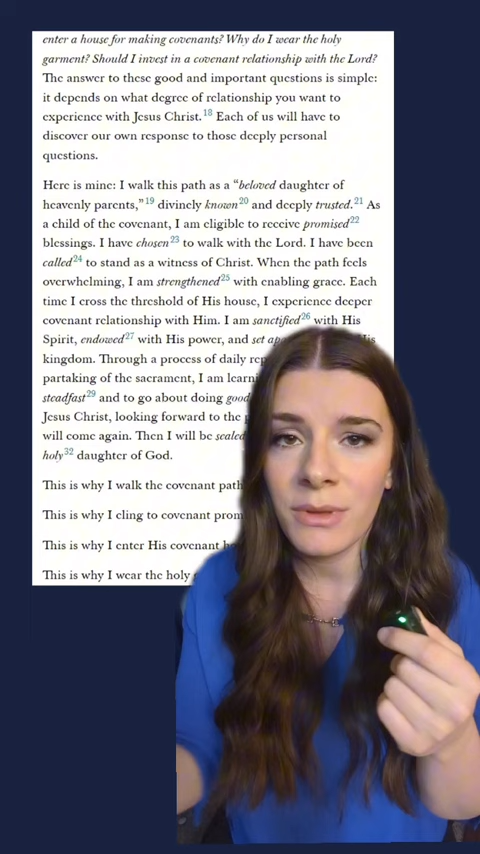 enter a house for making covenants? Why do I wear the holy
garment? Should I invest in a covenant relationship with the Lord?
The answer to these good and important questions is simple:
it depends on what degree of relationship you want to
experience with Jesus Christ.18 Each of us will have to
discover our own response to those deeply personal
questions.
Here is mine: I walk this path as a “beloved daughter of
heavenly parents,”19 divinely known20 and deeply trusted.21 As
a child of the covenant, I am eligible to receive promised22
blessings. I have chosen23 to walk with the Lord. I have been
called24 to stand as a witness of Christ. When the path feels
overwhelming, I am strengthened25 with enabling grace. Each
time I cross the threshold of His house, I experience deeper
covenant relationship with Him. I am sanctified26 with His
Spirit, endowed27 with His power, and set His
kingdom. Through a process of daily
partaking of the sacrament, I am
steadfast29 and to go about doing good
Jesus Christ, looking forward to the
will come again. Then I will be sealed
holy32 daughter of God.
This is why I walk the covenant path
This is why I cling to covenant
This is why I enter His covenant
This is why I wear the holy